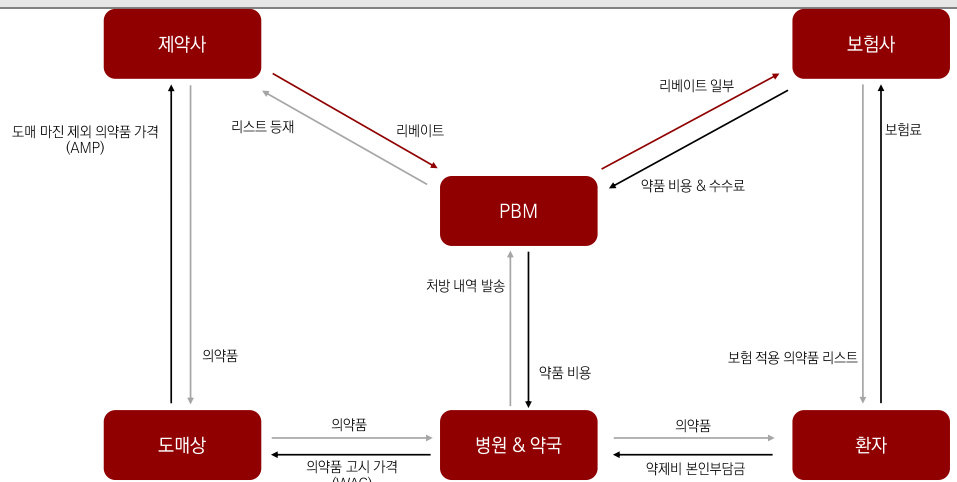 제약사
보험사
리베이트 일부
리스트 등재
리베이트
도매 마진 제외 의약품 가격
(AMP)
보험료
약품 비용 & 수수료
PBM
처방 내역 발송
의약품
보험 적용 의약품 리스트
약품 비용
도매상
의약품
병원 & 약국
의약품
환자
의약품 고시 가격
(WAC)
약제비 본인부담금